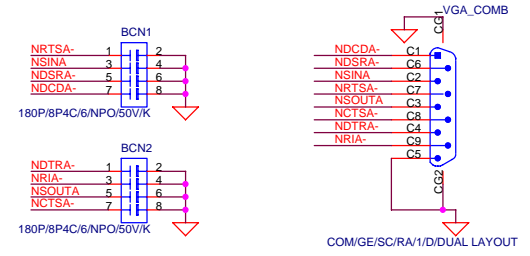 BCN1
NRTSA- 1 2
NSINA 3 4
NDSRA- 5 6
NDCDA- 7 8
180P/8P4C/6/NPO/50V/K
BCN2
NDTRA- 1 2
NRIA- 3 4
NSOUTA 5 6
NCTSA- 7 8
180P/8P4C/6/NPO/50V/K
VGA_COMB
CG1
NDCDA- C1
NDSRA- C6
NSINA C2
NRTSA- C7
NSOUTA C3
NCTSA- C8
NDTRA- C4
NRIA- C9
C5
CG2
COM/GE/SC/RA/1/D/DUAL LAYOUT